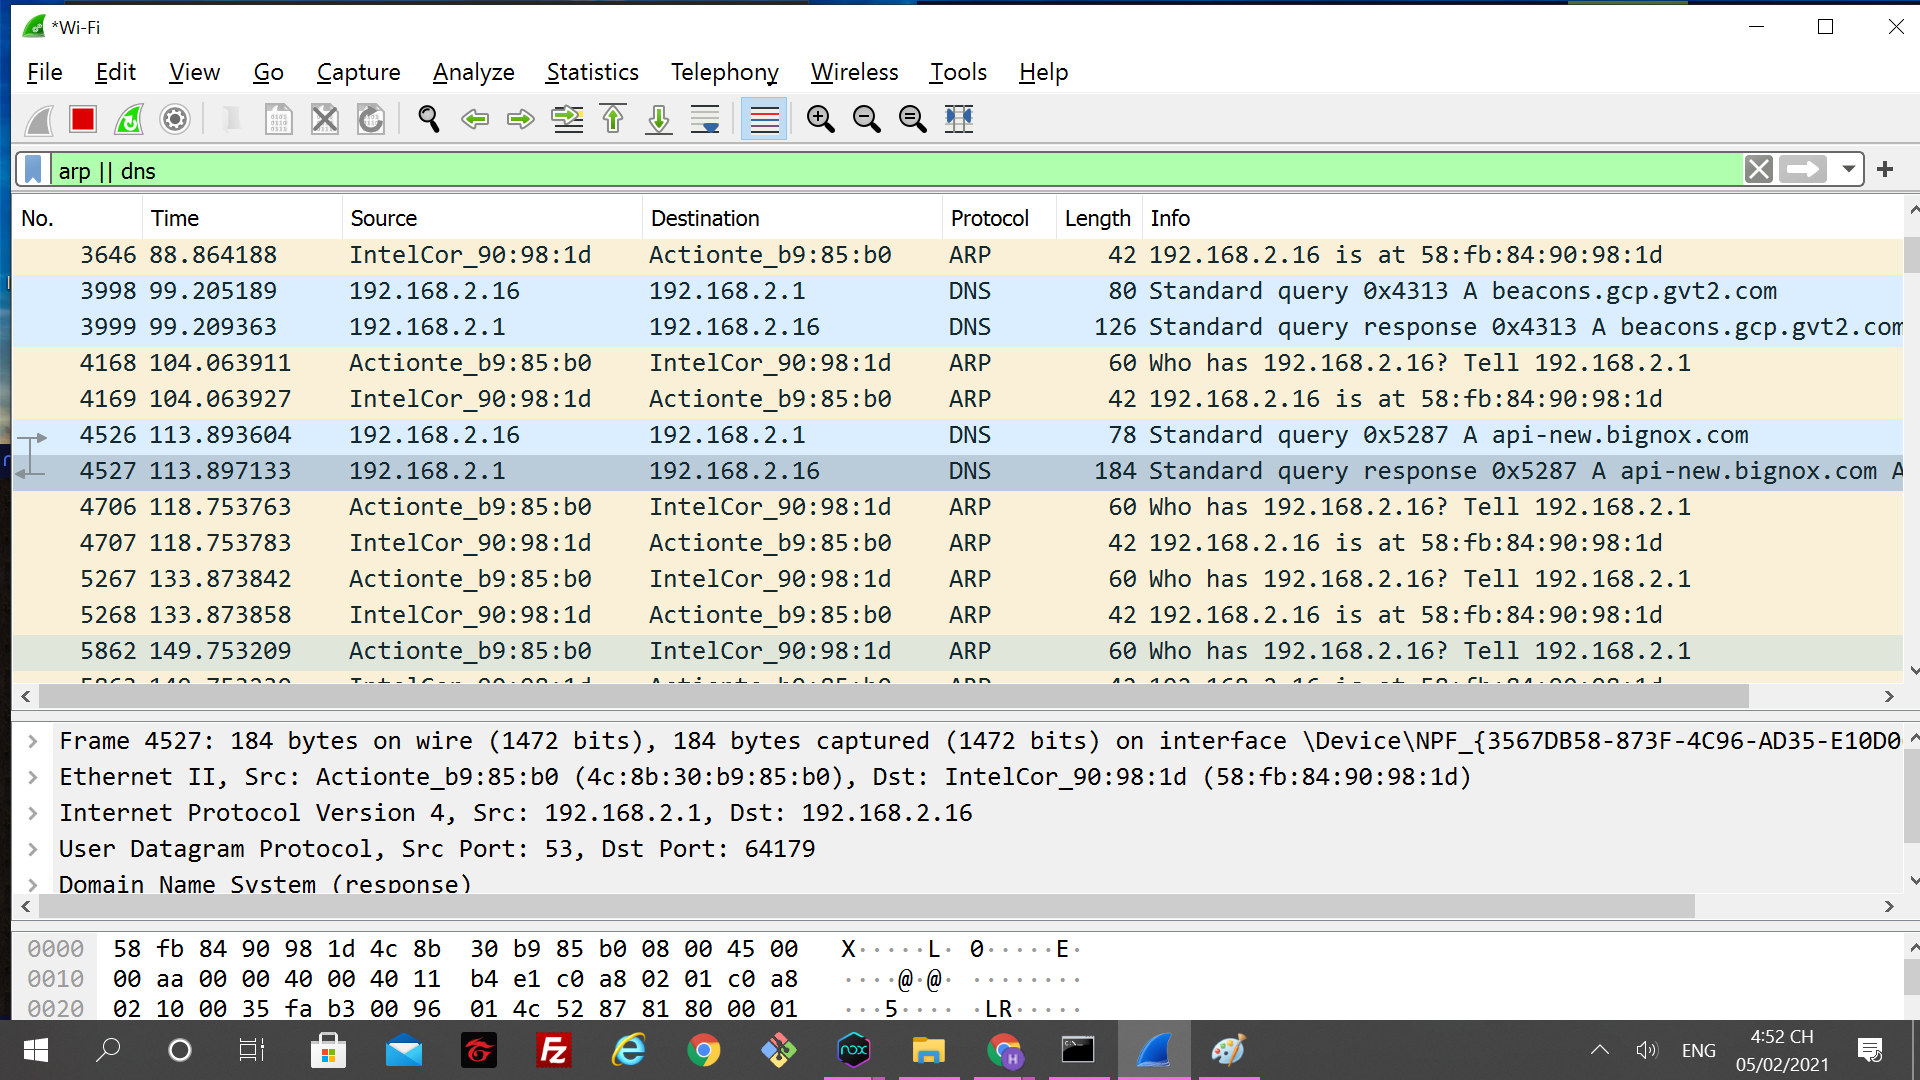 *Wi-Fi
File Edit View Go Capture Analyze Statistics Telephony Wireless Tools Help
arp || dns
No. Time Source Destination Protocol Length Info
3646 88.864188 IntelCor_90:98:1d Actionte_b9:85:b0 ARP 42 192.168.2.16 is at 58:fb:84:90:98:1d
3998 99.205189 192.168.2.16 192.168.2.1 DNS 80 Standard query 0x4313 A beacons.gcp.gvt2.com
3999 99.209363 192.168.2.1 192.168.2.16 DNS 126 Standard query response 0x4313 A beacons.gcp.gvt2.com
4168 104.063911 Actionte_b9:85:b0 IntelCor_90:98:1d ARP 60 Who has 192.168.2.16? Tell 192.168.2.1
4169 104.063927 IntelCor_90:98:1d Actionte_b9:85:b0 ARP 42 192.168.2.16 is at 58:fb:84:90:98:1d
4526 113.893604 192.168.2.16 192.168.2.1 DNS 78 Standard query 0x5287 A api-new.bignox.com
4527 113.897133 192.168.2.1 192.168.2.16 DNS 184 Standard query response 0x5287 A api-new.bignox.com A
4706 118.753763 Actionte_b9:85:b0 IntelCor_90:98:1d ARP 60 Who has 192.168.2.16? Tell 192.168.2.1
4707 118.753783 IntelCor_90:98:1d Actionte_b9:85:b0 ARP 42 192.168.2.16 is at 58:fb:84:90:98:1d
5267 133.873842 Actionte_b9:85:b0 IntelCor_90:98:1d ARP 60 Who has 192.168.2.16? Tell 192.168.2.1
5268 133.873858 IntelCor_90:98:1d Actionte_b9:85:b0 ARP 42 192.168.2.16 is at 58:fb:84:90:98:1d
5862 149.753209 Actionte_b9:85:b0 IntelCor_90:98:1d ARP 60 Who has 192.168.2.16? Tell 192.168.2.1
Frame 4527: 184 bytes on wire (1472 bits), 184 bytes captured (1472 bits) on interface \Device\NPF_{3567DB58-873F-4C96-AD35-E10D0
Ethernet II, Src: Actionte_b9:85:b0 (4c:8b:30:b9:85:b0), Dst: IntelCor_90:98:1d (58:fb:84:90:98:1d)
Internet Protocol Version 4, Src: 192.168.2.1, Dst: 192.168.2.16
User Datagram Protocol, Src Port: 53, Dst Port: 64179
Domain Name System (response)
0000 58 fb 84 90 98 1d 4c 8b 30 b9 85 b0 08 00 45 00 X·····L· 0·····E·
0010 00 aa 00 00 40 00 40 11 b4 e1 c0 a8 02 01 c0 a8 ····@·@· ········
0020 02 10 00 35 fa b3 00 96 01 4c 52 87 81 80 00 01 ···5···· ·LR·····
nox
H
ENG
4:52 CH
05/02/2021